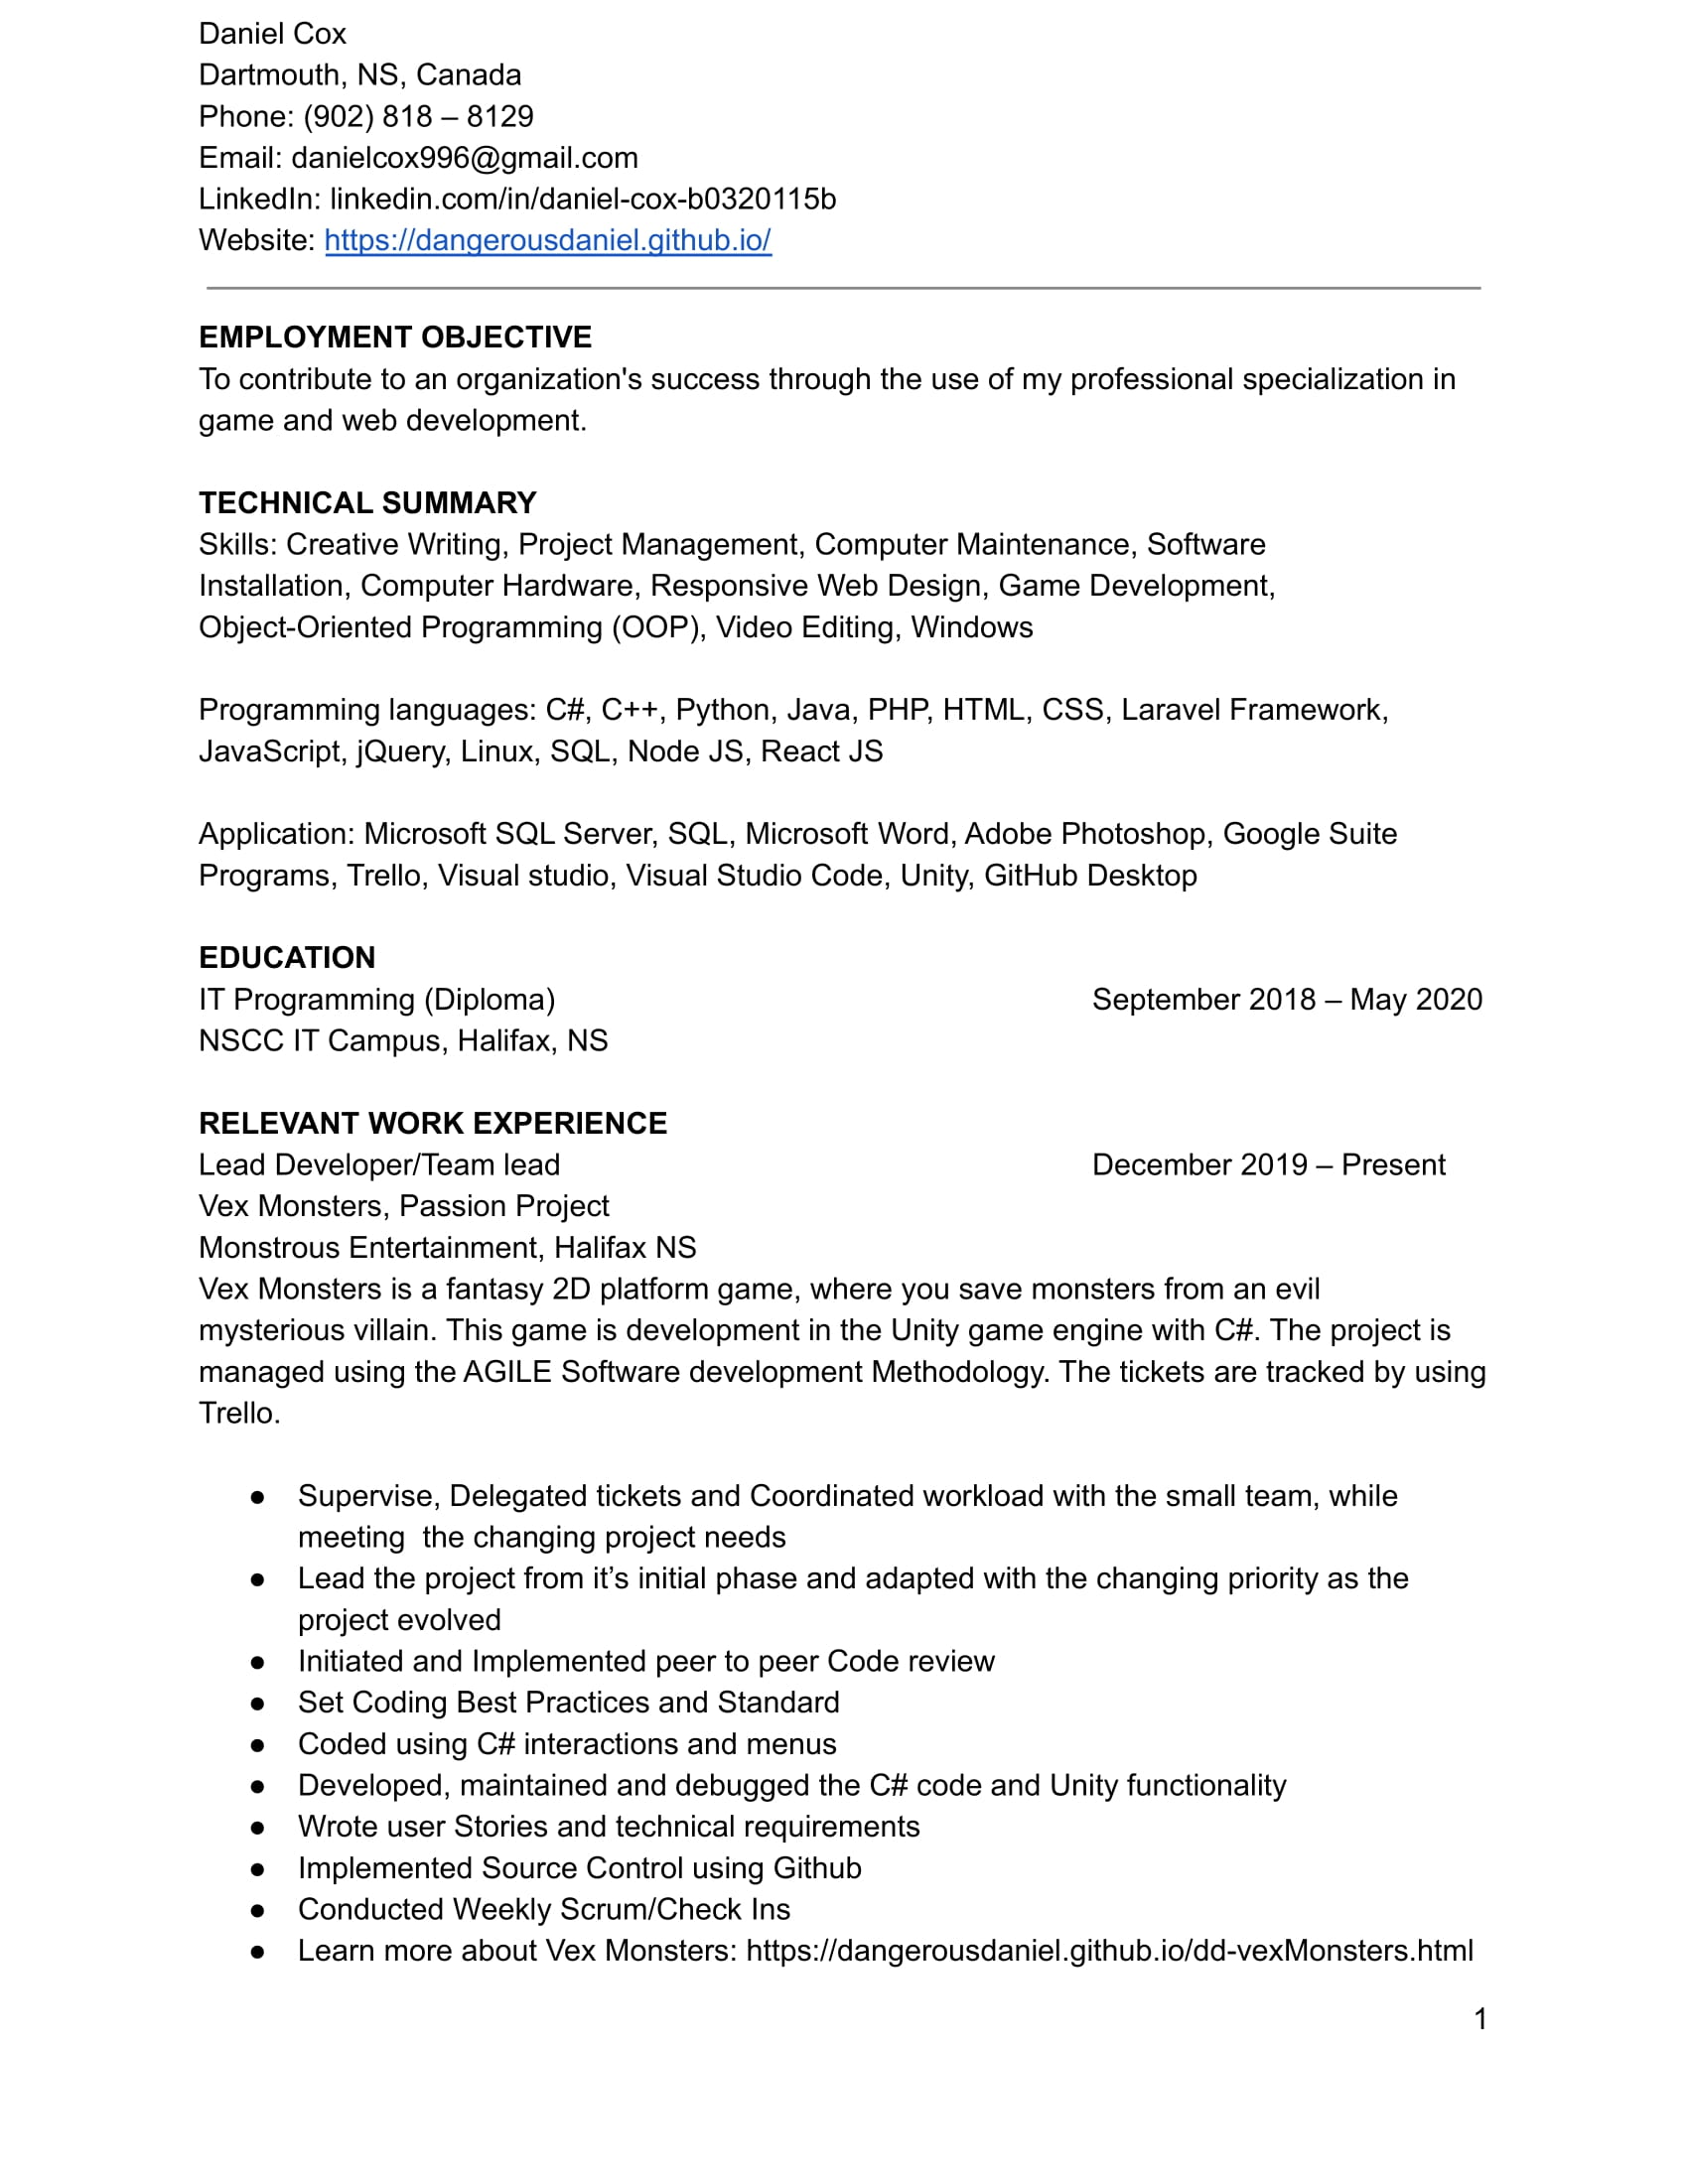 Daniel Cox
Dartmouth, NS, Canada
Phone: (902) 818 – 8129
Email: danielcox996@gmail.com
LinkedIn: linkedin.com/in/daniel-cox-b0320115b
Website: https://dangerousdaniel.github.io/
EMPLOYMENT OBJECTIVE
To contribute to an organization's success through the use of my professional specialization in
game and web development.
TECHNICAL SUMMARY
Skills: Creative Writing, Project Management, Computer Maintenance, Software
Installation, Computer Hardware, Responsive Web Design, Game Development,
Object-Oriented Programming (OOP), Video Editing, Windows
Programming languages: C#, C++, Python, Java, PHP, HTML, CSS, Laravel Framework,
JavaScript, jQuery, Linux, SQL, Node JS, React JS
Application: Microsoft SQL Server, SQL, Microsoft Word, Adobe Photoshop, Google Suite
Programs, Trello, Visual studio, Visual Studio Code, Unity, GitHub Desktop
EDUCATION
IT Programming (Diploma) September 2018 – May 2020
NSCC IT Campus, Halifax, NS
RELEVANT WORK EXPERIENCE
Lead Developer/Team lead December 2019 – Present
Vex Monsters, Passion Project
Monstrous Entertainment, Halifax NS
Vex Monsters is a fantasy 2D platform game, where you save monsters from an evil
mysterious villain. This game is development in the Unity game engine with C#. The project is
managed using the AGILE Software development Methodology. The tickets are tracked by using
Trello.
● Supervise, Delegated tickets and Coordinated workload with the small team, while
meeting  the changing project needs
● Lead the project from it’s initial phase and adapted with the changing priority as the
project evolved
● Initiated and Implemented peer to peer Code review
● Set Coding Best Practices and Standard
● Coded using C# interactions and menus
● Developed, maintained and debugged the C# code and Unity functionality
● Wrote user Stories and technical requirements
● Implemented Source Control using Github
● Conducted Weekly Scrum/Check Ins
● Learn more about Vex Monsters: https://dangerousdaniel.github.io/dd-vexMonsters.html
1